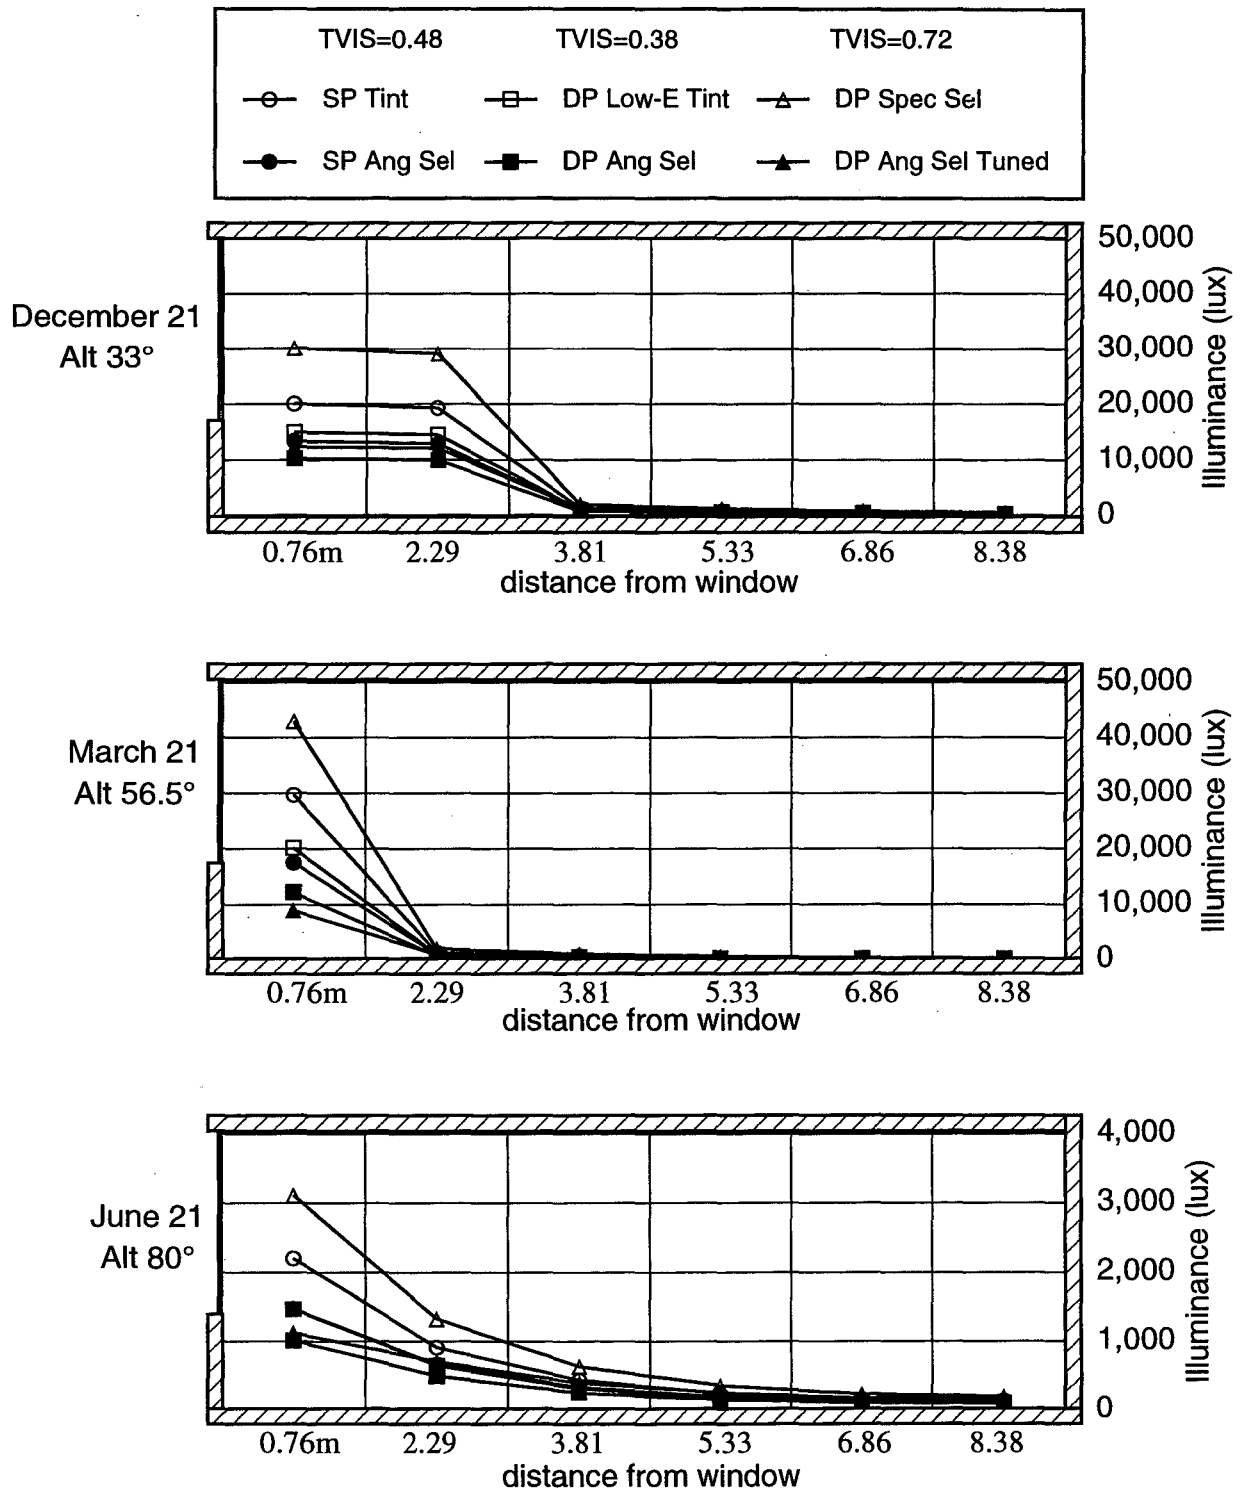 TVIS=0.48 TVIS=0.38 TVIS=0.72
SP Tint DP Low-E Tint DP Spec Sel
SP Ang Sel DP Ang Sel DP Ang Sel Tuned
December 21
Alt 33°
50,000
40,000
30,000
20,000
10,000
0
Illuminance (lux)
0.76m 2.29 3.81 5.33 6.86 8.38
distance from window
March 21
Alt 56.5°
50,000
40,000
30,000
20,000
10,000
0
Illuminance (lux)
0.76m 2.29 3.81 5.33 6.86 8.38
distance from window
June 21
Alt 80°
4,000
3,000
2,000
1,000
0
Illuminance (lux)
0.76m 2.29 3.81 5.33 6.86 8.38
distance from window